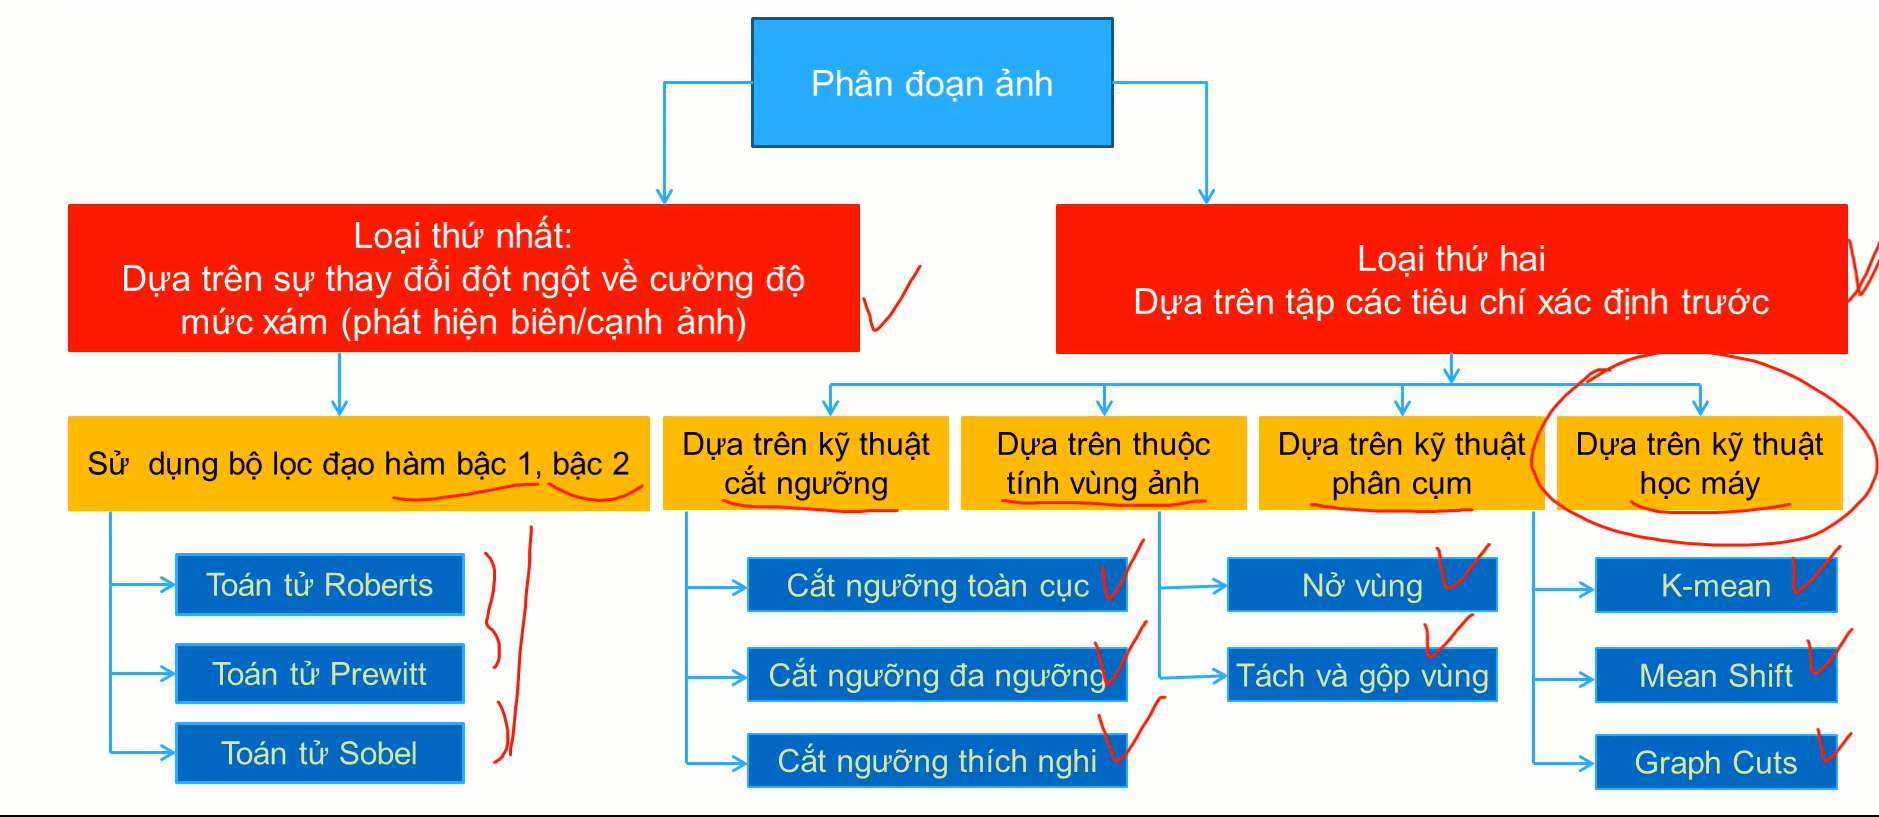 Phân đoạn ảnh
Loại thứ nhất:
Dựa trên sự thay đổi đột ngột về cường độ
mức xám (phát hiện biên/cạnh ảnh)
Loại thứ hai
Dựa trên tập các tiêu chí xác định trước
Sử dụng bộ lọc đạo hàm bậc 1, bậc 2
Dựa trên kỹ thuật
cắt ngưỡng
Dựa trên thuộc
tính vùng ảnh
Dựa trên kỹ thuật
phân cụm
Dựa trên kỹ thuật
học máy
Toán tử Roberts
Toán tử Prewitt
Toán tử Sobel
Cắt ngưỡng toàn cục
Cắt ngưỡng đa ngưỡng
Cắt ngưỡng thích nghi
Nở vùng
Tách và gộp vùng
K-mean
Mean Shift
Graph Cuts